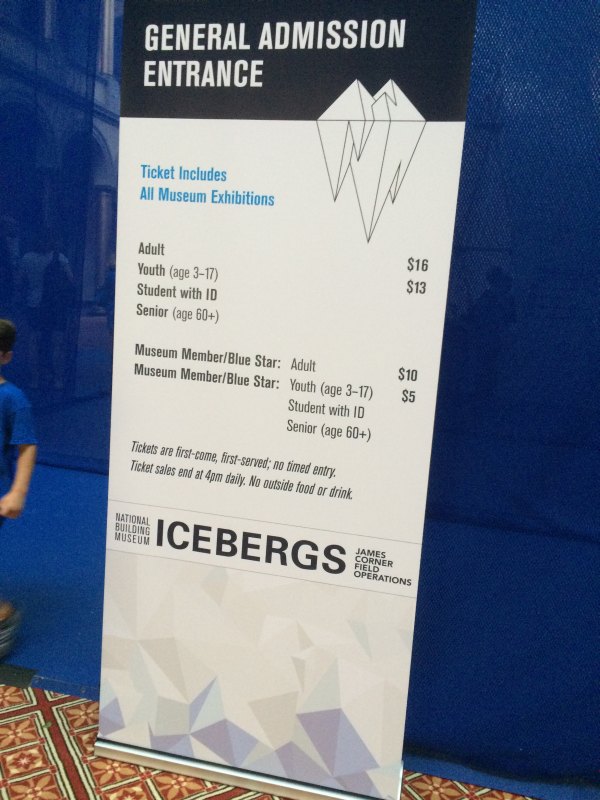 GENERAL ADMISSION
ENTRANCE
Ticket Includes
All Museum Exhibitions
Adult $16
Youth (age 3–17) $13
Student with ID
Senior (age 60+)
Museum Member/Blue Star: Adult $10
Museum Member/Blue Star: Youth (age 3–17) $5
Student with ID
Senior (age 60+)
Tickets are first-come, first-served; no timed entry.
Ticket sales end at 4pm daily. No outside food or drink.
NATIONAL
BUILDING
MUSEUM
ICEBERGS
JAMES
CORNER
FIELD
OPERATIONS